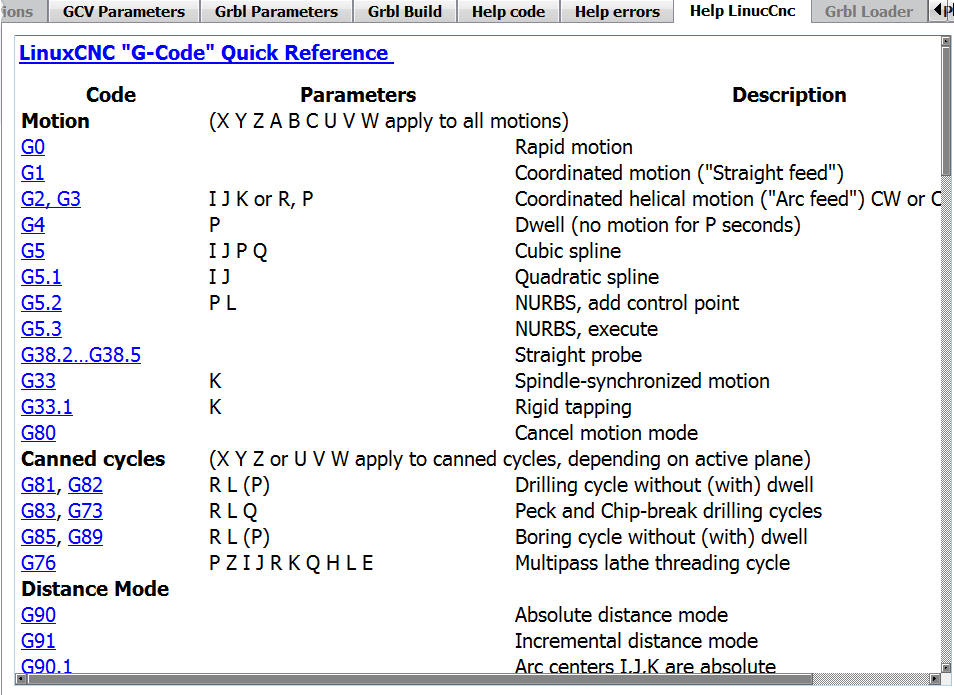 ions GCV Parameters Grbl Parameters Grbl Build Help code Help errors Help LinucCnc Grbl Loader
LinuxCNC "G-Code" Quick Reference
Code Parameters Description
Motion (X Y Z A B C U V W apply to all motions)
G0 Rapid motion
G1 Coordinated motion ("Straight feed")
G2, G3 I J K or R, P Coordinated helical motion ("Arc feed") CW or C
G4 P Dwell (no motion for P seconds)
G5 I J P Q Cubic spline
G5.1 I J Quadratic spline
G5.2 P L NURBS, add control point
G5.3 NURBS, execute
G38.2...G38.5 Straight probe
G33 K Spindle-synchronized motion
G33.1 K Rigid tapping
G80 Cancel motion mode
Canned cycles (X Y Z or U V W apply to canned cycles, depending on active plane)
G81, G82 R L (P) Drilling cycle without (with) dwell
G83, G73 R L Q Peck and Chip-break drilling cycles
G85, G89 R L (P) Boring cycle without (with) dwell
G76 P Z I J R K Q H L E Multipass lathe threading cycle
Distance Mode
G90 Absolute distance mode
G91 Incremental distance mode
G90.1 Arc centers I,J,K are absolute